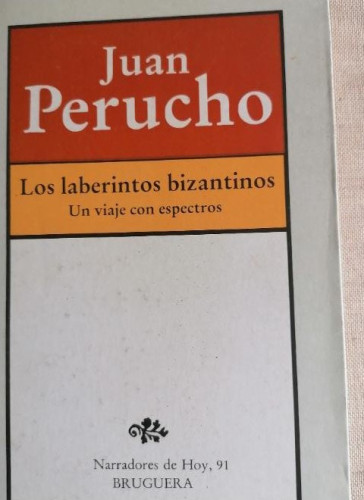 Juan
Perucho
Los laberintos bizantinos
Un viaje con espectros
Narradores de Hoy, 91
BRUGUERA